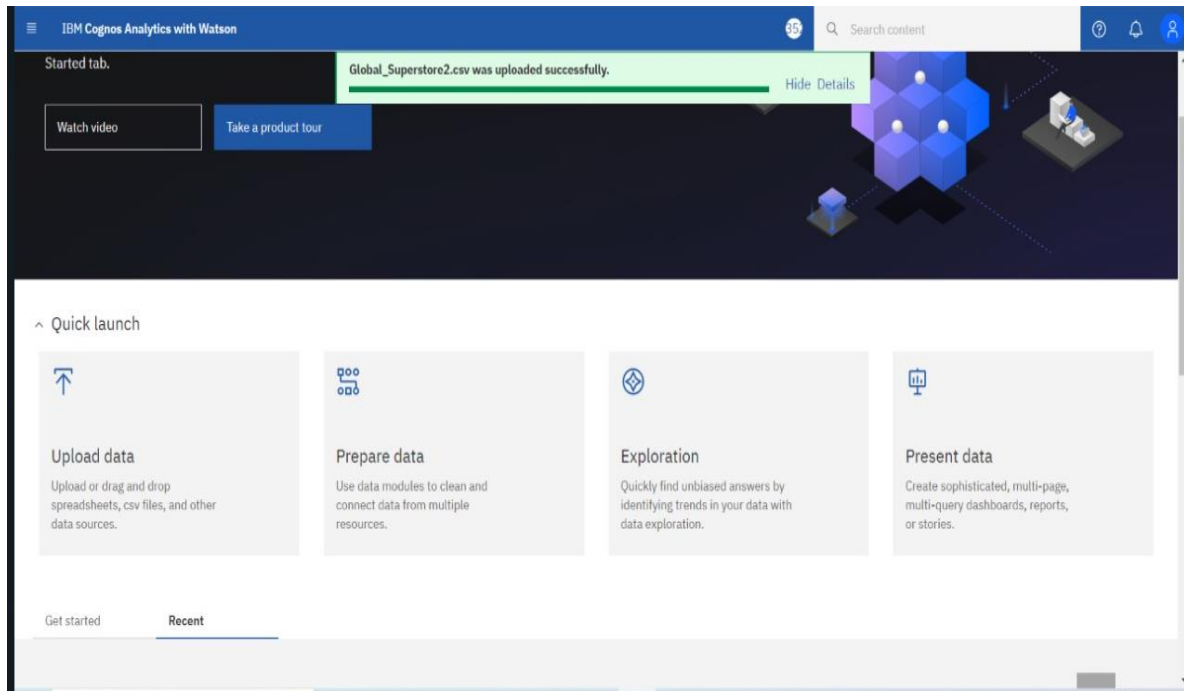 IBM Cognos Analytics with Watson
35
Search content
Started tab.
Global_Superstore2.csv was uploaded successfully.
Hide Details
Watch video
Take a product tour
Quick launch
Upload data
Upload or drag and drop
spreadsheets, csv files, and other
data sources.
Prepare data
Use data modules to clean and
connect data from multiple
resources.
Exploration
Quickly find unbiased answers by
identifying trends in your data with
data exploration.
Present data
Create sophisticated, multi-page,
multi-query dashboards, reports,
or stories.
Get started
Recent